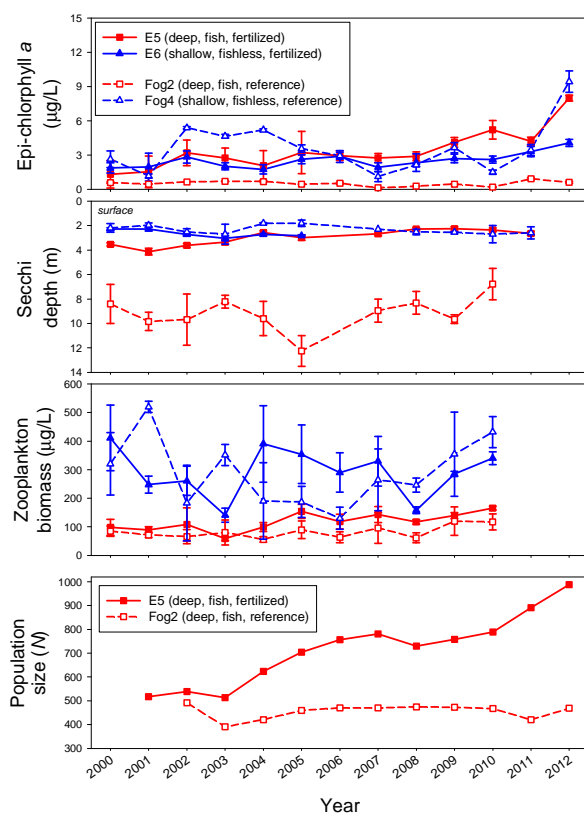 Epi-chlorophyll a
(µg/L)
15
12
9
6
3
0
E5 (deep, fish, fertilized)
E6 (shallow, fishless, fertilized)
Fog2 (deep, fish, reference)
Fog4 (shallow, fishless, reference)
Secchi
depth (m)
0
2
4
6
8
10
12
14
surface
Zooplankton
biomass (µg/L)
600
500
400
300
200
100
0
Population
size (N)
1000
900
800
700
600
500
400
300
E5 (deep, fish, fertilized)
Fog2 (deep, fish, reference)
2000 2001 2002 2003 2004 2005 2006 2007 2008 2009 2010 2011 2012
Year